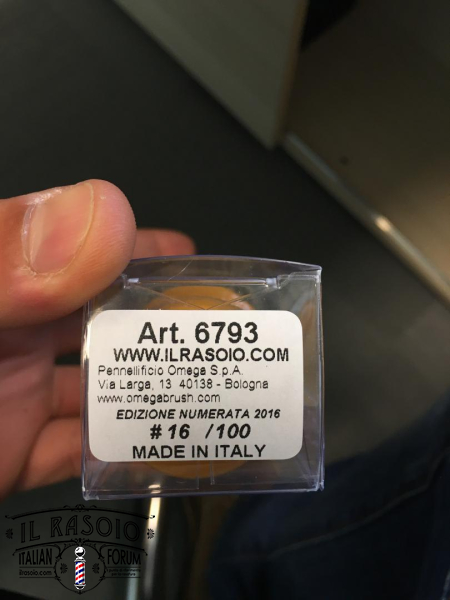 Art. 6793
WWW.ILRASOIO.COM
Pennellificio Omega S.p.A.
Via Larga, 13 40138 - Bologna
www.omegabrush.com
EDIZIONE NUMERATA 2016
# 16 /100
MADE IN ITALY
IL RASOIO
ITALIAN FORUM
ilrasoio.com